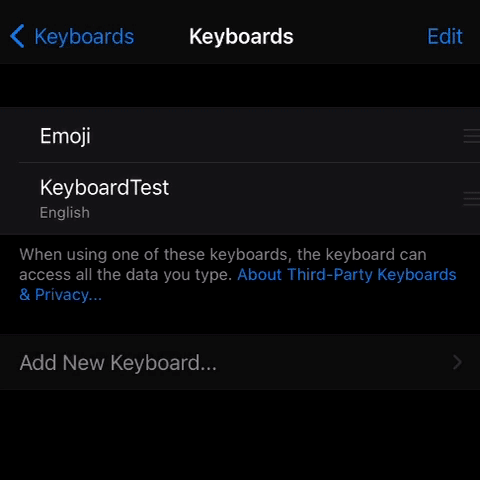 Keyboards Keyboards Edit
Emoji
KeyboardTest
English
When using one of these keyboards, the keyboard can
access all the data you type. About Third-Party Keyboards
& Privacy...
Add New Keyboard...